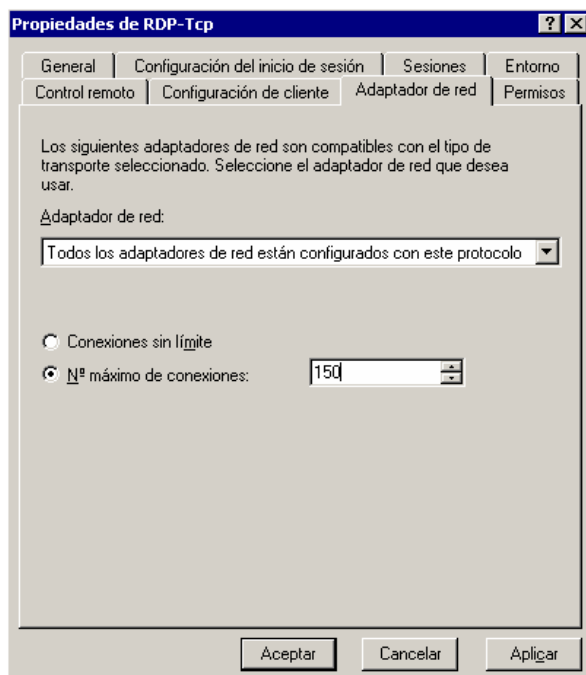 Propiedades de RDP-Tcp
General
Configuración del inicio de sesión
Sesiones
Entorno
Control remoto
Configuración de cliente
Adaptador de red
Permisos
Los siguientes adaptadores de red son compatibles con el tipo de
transporte seleccionado. Seleccione el adaptador de red que desea
usar.
Adaptador de red:
Todos los adaptadores de red están configurados con este protocolo
Conexiones sin límite
Nº máximo de conexiones:
150
Aceptar
Cancelar
Aplicar